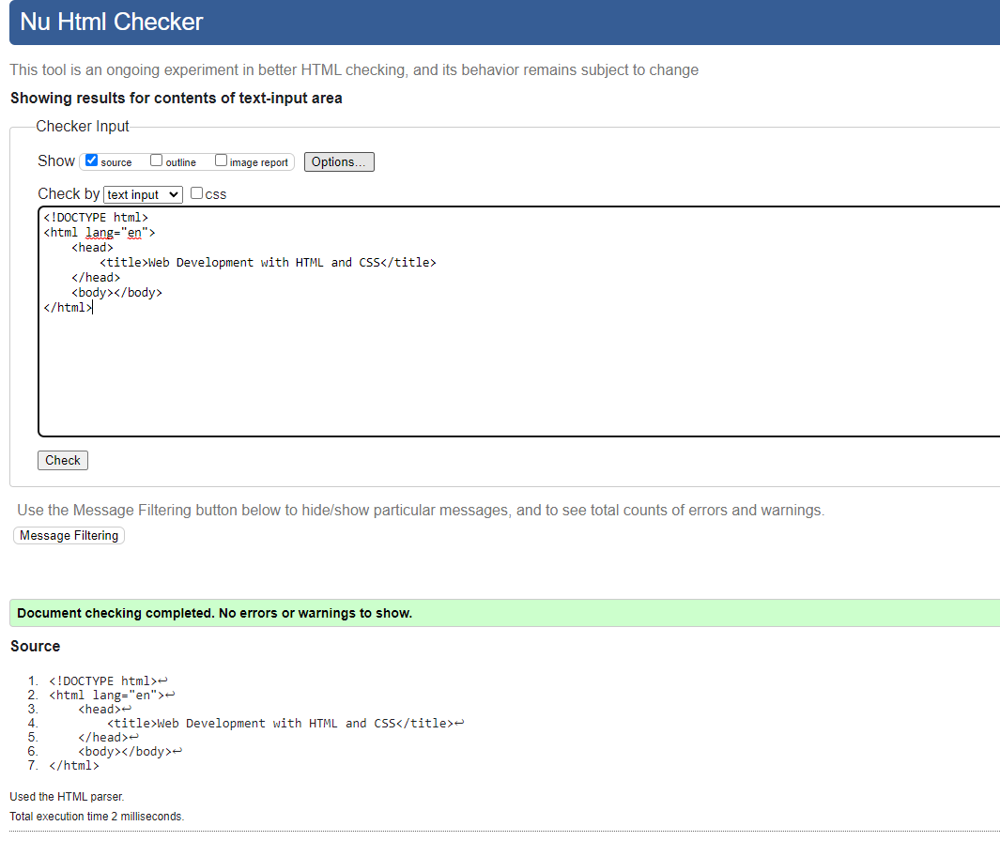 Nu Html Checker
This tool is an ongoing experiment in better HTML checking, and its behavior remains subject to change
Showing results for contents of text-input area
Checker Input
Show source outline image report Options...
Check by text input css
<!DOCTYPE html>
<html lang="en">
    <head>
        <title>Web Development with HTML and CSS</title>
    </head>
    <body></body>
</html>
Check
Use the Message Filtering button below to hide/show particular messages, and to see total counts of errors and warnings.
Message Filtering
Document checking completed. No errors or warnings to show.
Source
1. <!DOCTYPE html>↩
2. <html lang="en">↩
3.     <head>↩
4.         <title>Web Development with HTML and CSS</title>↩
5.     </head>↩
6.     <body></body>↩
7. </html>
Used the HTML parser.
Total execution time 2 milliseconds.